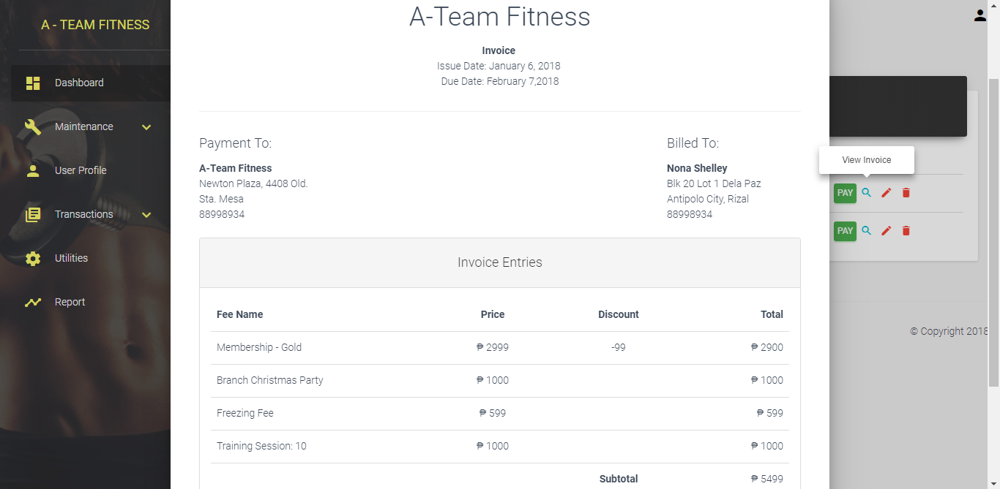 A - TEAM FITNESS
Dashboard
Maintenance
User Profile
Transactions
Utilities
Report
A-Team Fitness
Invoice
Issue Date: January 6, 2018
Due Date: February 7,2018
Payment To:
A-Team Fitness
Newton Plaza, 4408 Old.
Sta. Mesa
88998934
Billed To:
Nona Shelley
Blk 20 Lot 1 Dela Paz
Antipolo City, Rizal
88998934
Invoice Entries
Fee Name Price Discount Total
Membership - Gold ₱ 2999 -99 ₱ 2900
Branch Christmas Party ₱ 1000 ₱ 1000
Freezing Fee ₱ 599 ₱ 599
Training Session: 10 ₱ 1000 ₱ 1000
Subtotal ₱ 5499
View Invoice
PAY
PAY
© Copyright 2018